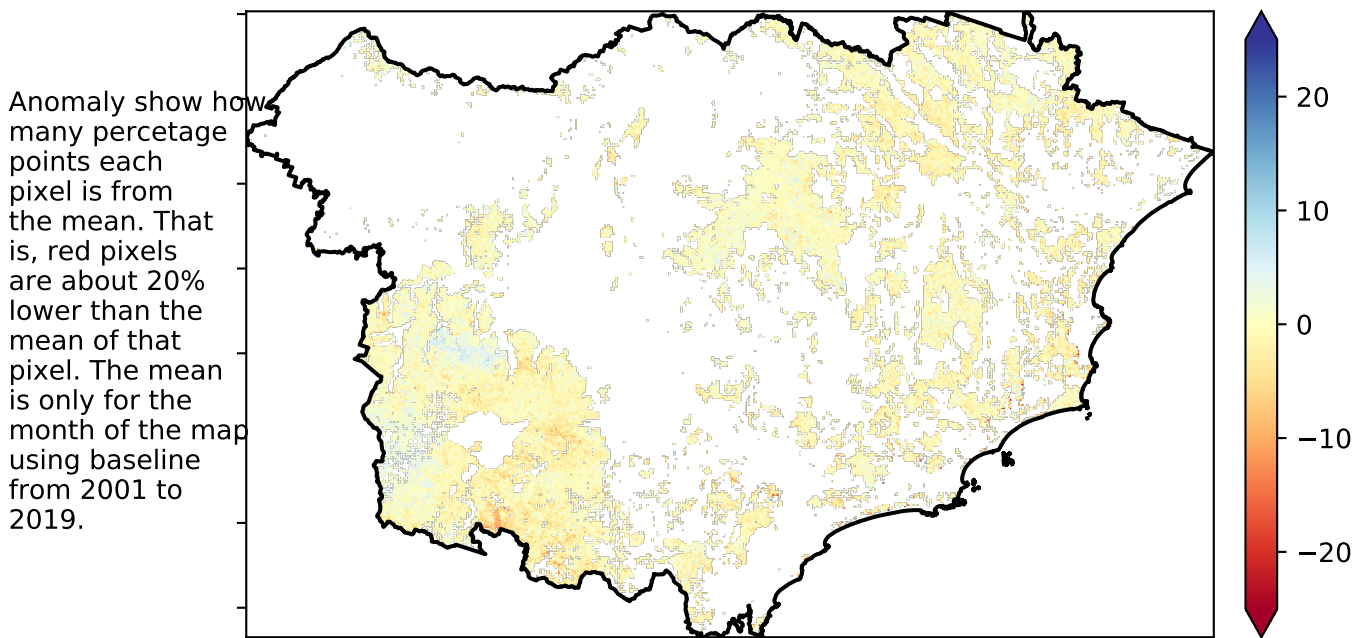 Anomaly show how
many percetage
points each
pixel is from
the mean. That
is, red pixels
are about 20%
lower than the
mean of that
pixel. The mean
is only for the
month of the map
using baseline
from 2001 to
2019.
20
10
0
−10
−20